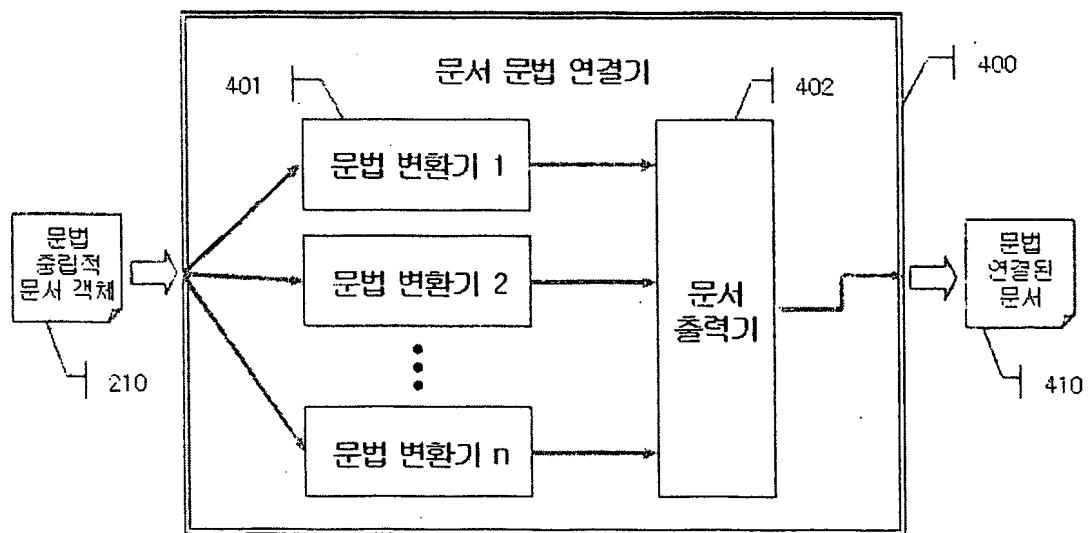 문서 문법 연결기
401
402
400
문법 변환기 1
문법
중립적
문서 객체
210
문법 변환기 2
문법 변환기 n
문서
출력기
문법
연결된
문서
410